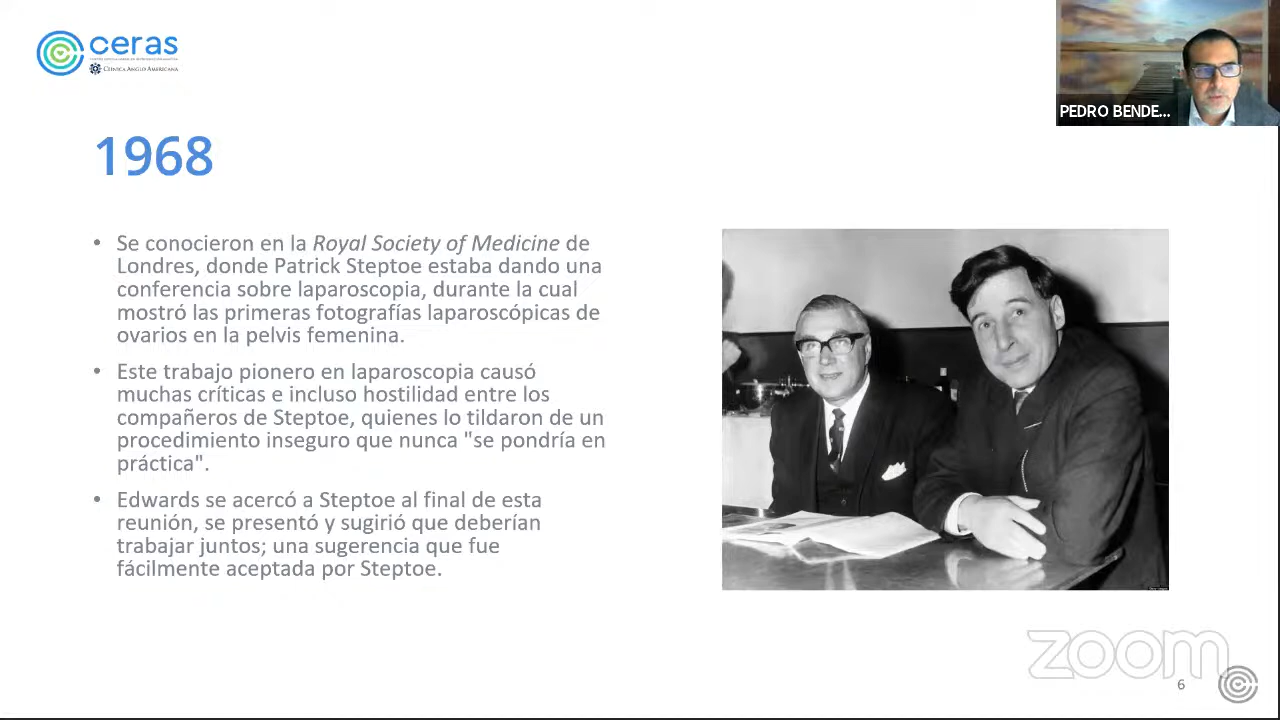 ceras
CLÍNICA ANGLO AMERICANA
PEDRO BENDE...
1968
• Se conocieron en la Royal Society of Medicine de
Londres, donde Patrick Steptoe estaba dando una
conferencia sobre laparoscopia, durante la cual
mostró las primeras fotografías laparoscópicas de
ovarios en la pelvis femenina.
• Este trabajo pionero en laparoscopia causó
muchas críticas e incluso hostilidad entre los
compañeros de Steptoe, quienes lo tildaron de un
procedimiento inseguro que nunca "se pondría en
práctica".
• Edwards se acercó a Steptoe al final de esta
reunión, se presentó y sugirió que deberían
trabajar juntos; una sugerencia que fue
fácilmente aceptada por Steptoe.
zoom
6